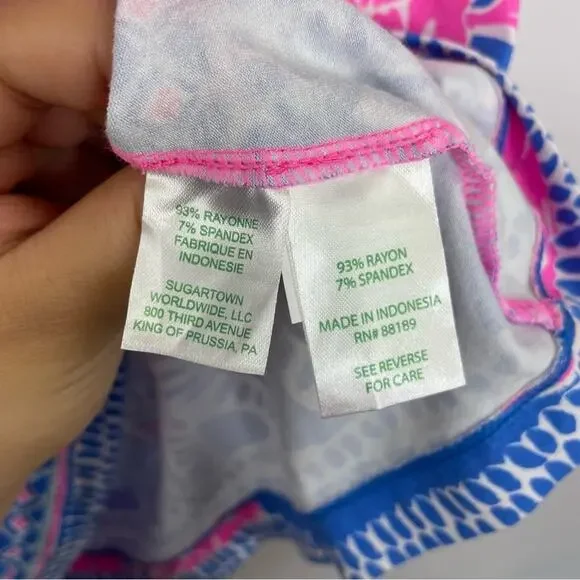 93% RAYONNE
7% SPANDEX
FABRIQUE EN
INDONESIE
SUGARTOWN
WORLDWIDE, LLC
800 THIRD AVENUE
KING OF PRUSSIA, PA
93% RAYON
7% SPANDEX
MADE IN INDONESIA
RN# 88189
SEE REVERSE
FOR CARE